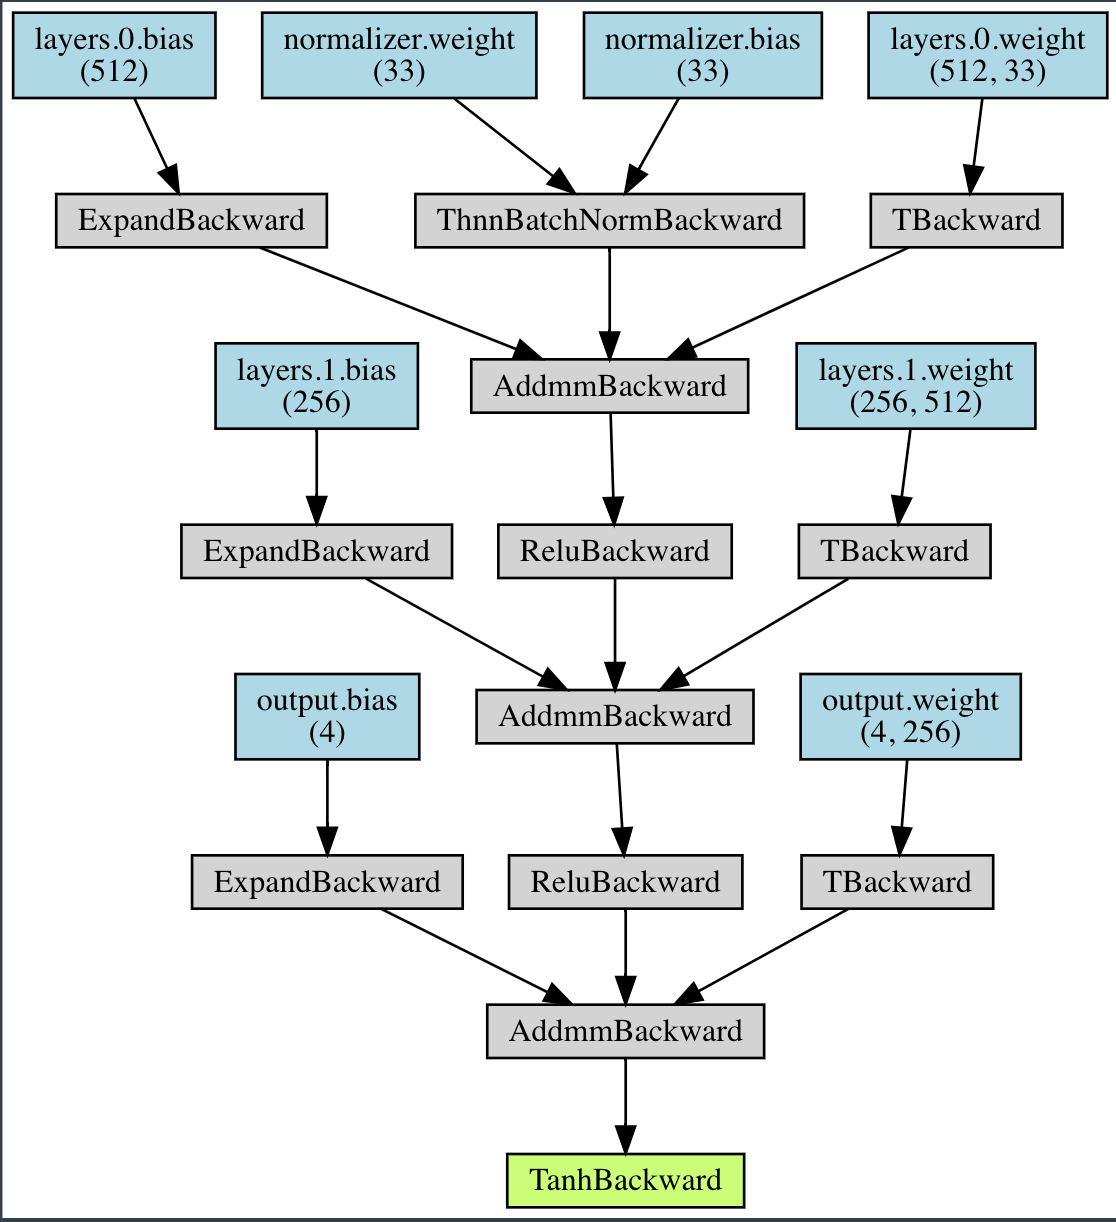 layers.0.bias
(512)
normalizer.weight
(33)
normalizer.bias
(33)
layers.0.weight
(512, 33)
ExpandBackward
ThnnBatchNormBackward
TBackward
layers.1.bias
(256)
AddmmBackward
layers.1.weight
(256, 512)
ExpandBackward
ReluBackward
TBackward
output.bias
(4)
AddmmBackward
output.weight
(4, 256)
ExpandBackward
ReluBackward
TBackward
AddmmBackward
TanhBackward